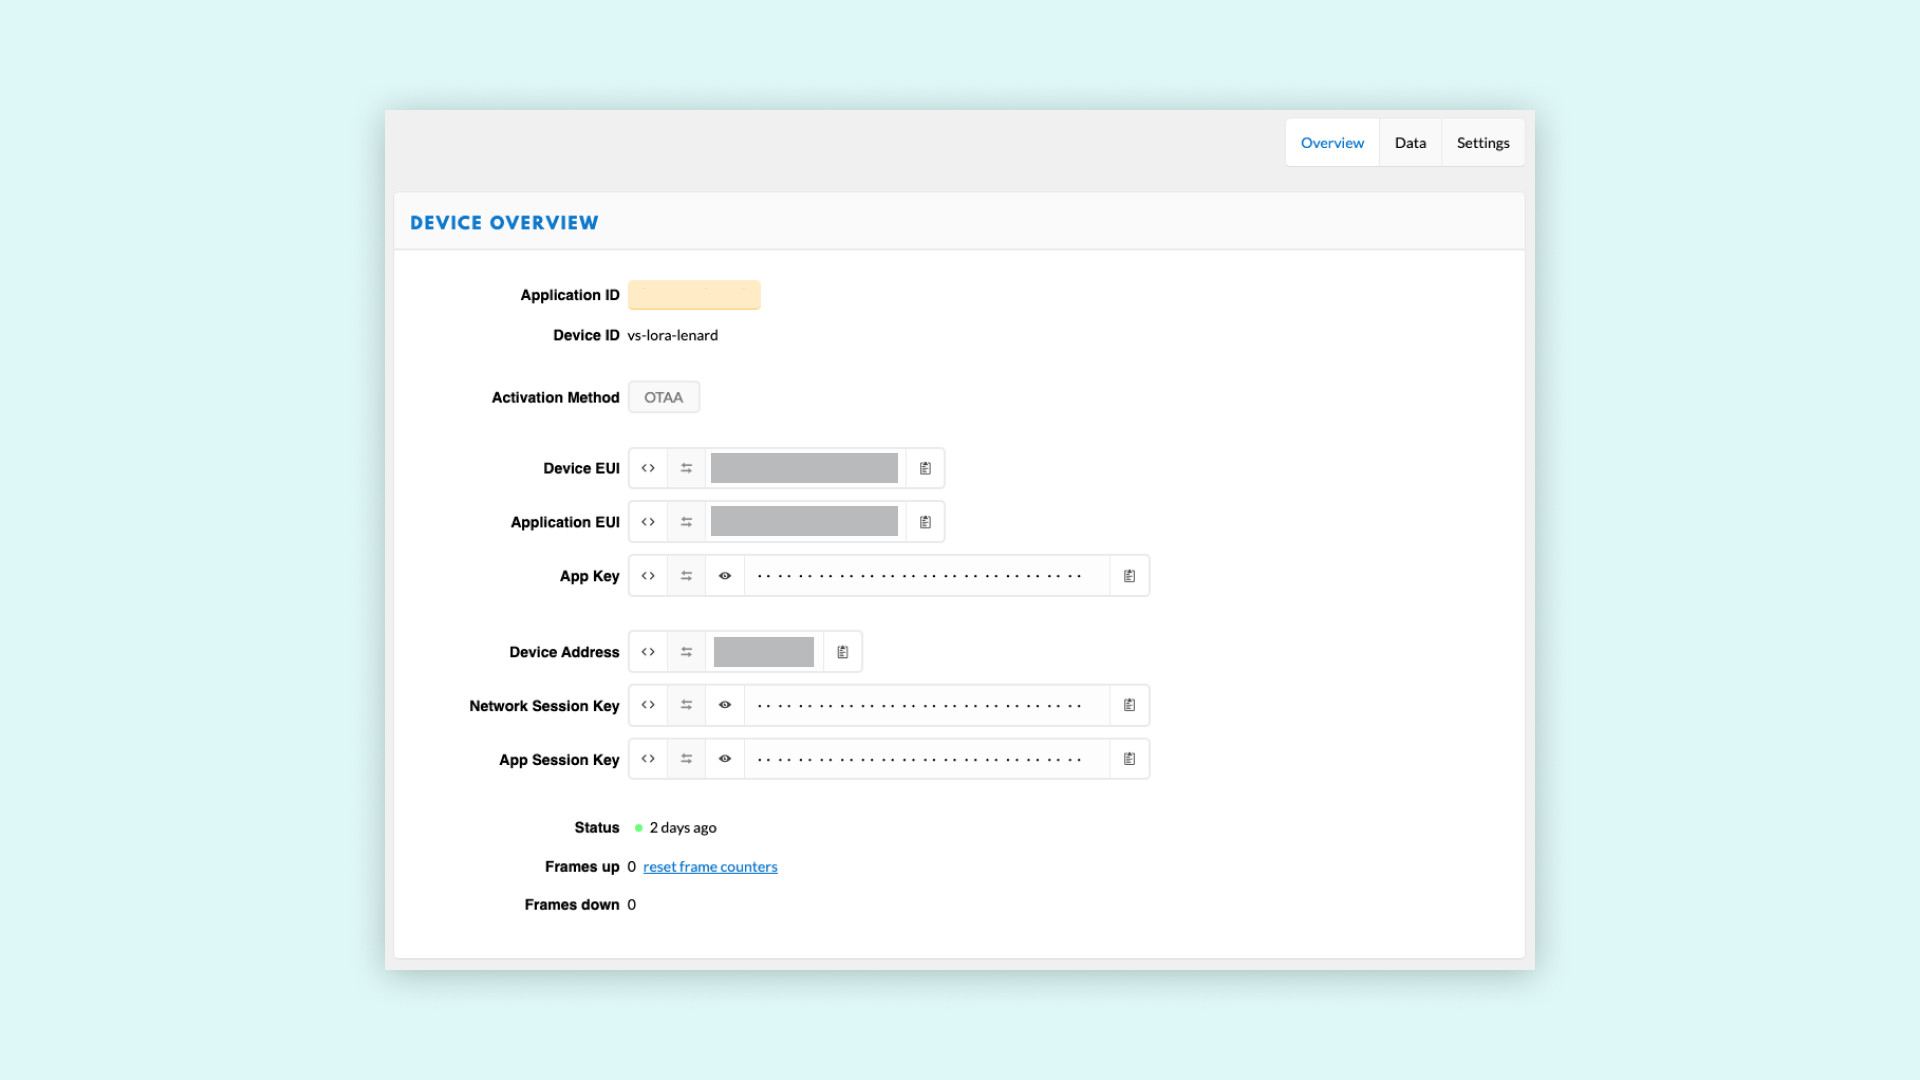 Overview Data Settings
DEVICE OVERVIEW
Application ID
Device ID vs-lora-lenard
Activation Method OTAA
Device EUI
Application EUI
App Key
Device Address
Network Session Key
App Session Key
Status 2 days ago
Frames up 0 reset frame counters
Frames down 0